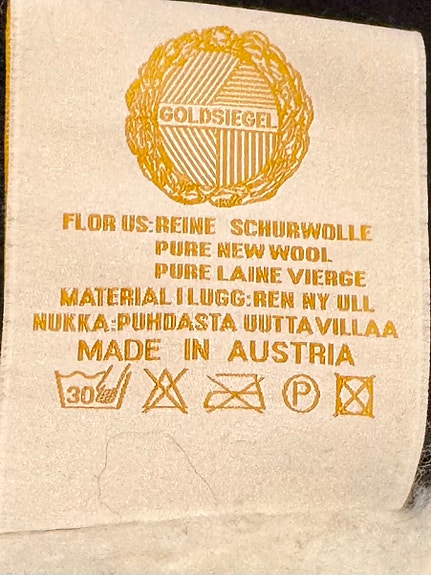 GOLDSIEGEL
FLOR US:REINE SCHURWOLLE
PURE NEW WOOL
PURE LAINE VIERGE
MATERIAL I LUGG:REN NY ULL
NUKKA:PUHDASTA UUTTA VILLAA
MADE IN AUSTRIA
30 P